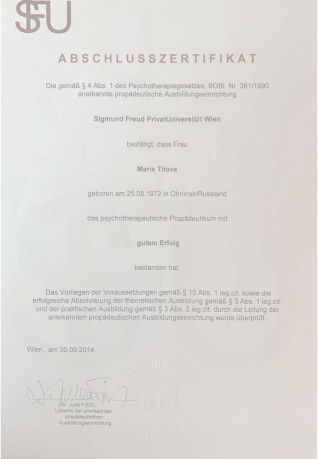 SFU
ABSCHLUSSZERTIFIKAT
Die gemäß § 4 Abs. 1 des Psychotherapiegesetzes, BGBl. Nr. 361/1990
anerkannte propädeutische Ausbildungseinrichtung
Sigmund Freud PrivatUniversität Wien
bestätigt, dass Frau
Maria Titova
geboren am 25.08.1972 in Obninsk/Russland
das psychotherapeutische Propädeutikum mit
gutem Erfolg
bestanden hat.
Das Vorliegen der Voraussetzungen gemäß § 10 Abs. 1 leg.cit. sowie die
erfolgreiche Absolvierung der theoretischen Ausbildung gemäß § 3 Abs. 1 leg.cit.
und der praktischen Ausbildung gemäß § 3 Abs. 2 leg.cit. durch die Leitung der
anerkannten propädeutischen Ausbildungseinrichtung wurde überprüft.
Wien, am 30.09.2014
Dr. Jutta FIEGL
Leiterin der anerkannten
propädeutischen
Ausbildungseinrichtung